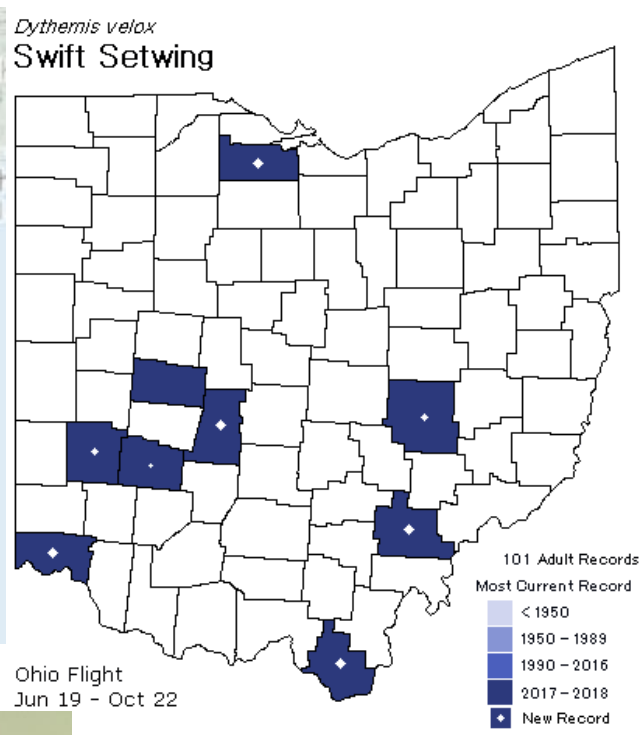 Dythemis velox
Swift Setwing
101 Adult Records
Most Current Record
< 1950
1950 - 1989
1990 - 2016
2017 - 2018
New Record
Ohio Flight
Jun 19 - Oct 22